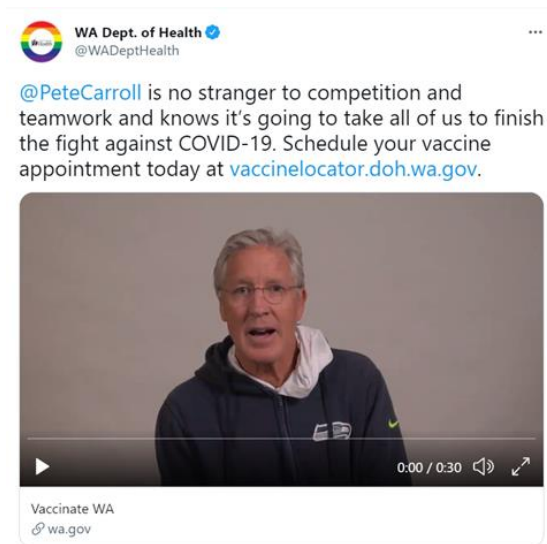 WA Dept. of Health
@WADeptHealth
@PeteCarroll is no stranger to competition and
teamwork and knows it's going to take all of us to finish
the fight against COVID-19. Schedule your vaccine
appointment today at vaccinelocator.doh.wa.gov.
0:00 / 0:30
Vaccinate WA
wa.gov